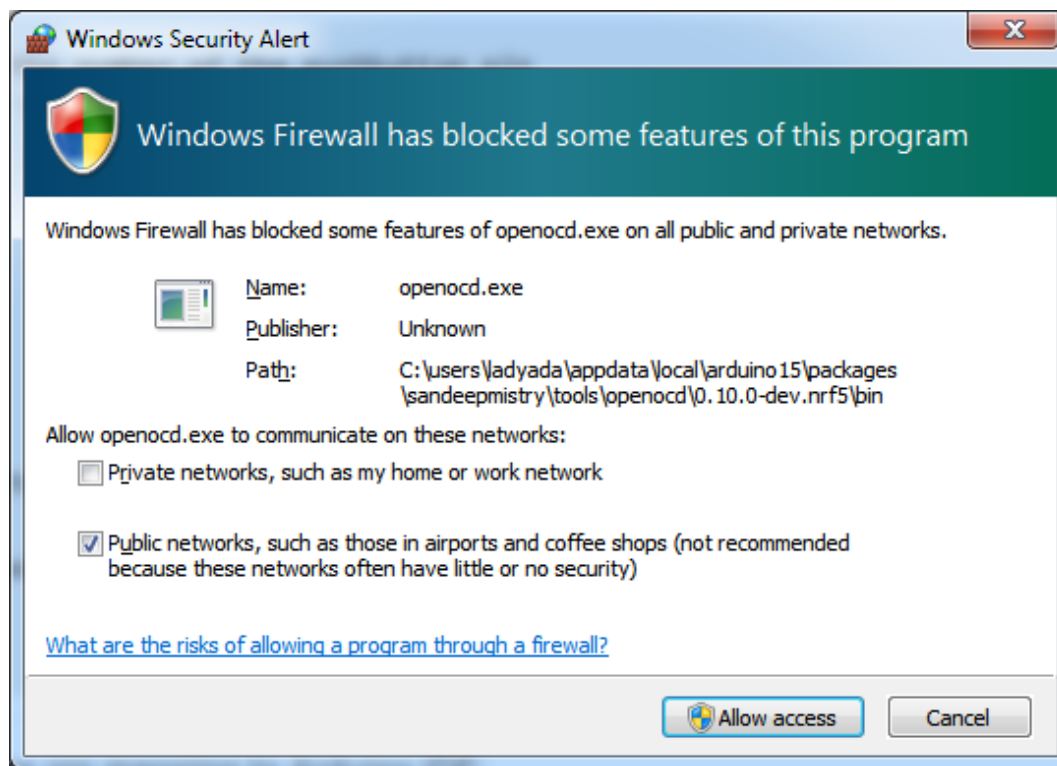 Windows Security Alert
Windows Firewall has blocked some features of this program
Windows Firewall has blocked some features of openocd.exe on all public and private networks.
Name: openocd.exe
Publisher: Unknown
Path: C:\users\ladyada\appdata\local\arduino15\packages
\sandeepmistry\tools\openocd\0.10.0-dev.nrf5\bin
Allow openocd.exe to communicate on these networks:
Private networks, such as my home or work network
Public networks, such as those in airports and coffee shops (not recommended
because these networks often have little or no security)
What are the risks of allowing a program through a firewall?
Allow access Cancel